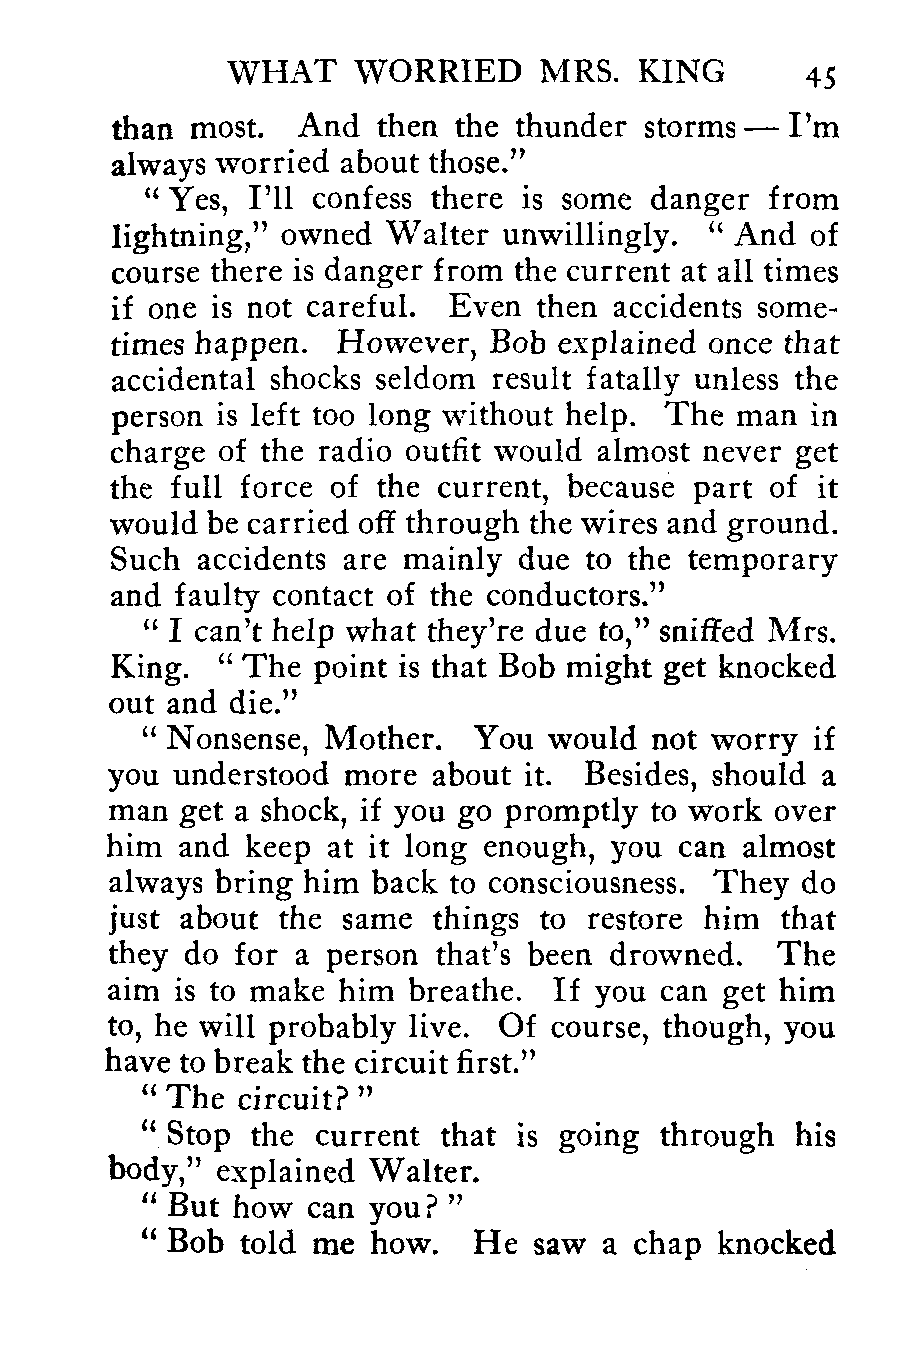 WHAT WORRIED MRS. KING 45
than most. And then the thunder storms — I'm
always worried about those."
" Yes, I'll confess there is some danger from
lightning," owned Walter unwillingly. " And of
course there is danger from the current at all times
if one is not careful. Even then accidents some-
times happen. However, Bob explained once that
accidental shocks seldom result fatally unless the
person is left too long without help. The man in
charge of the radio outfit would almost never get
the full force of the current, because part of it
would be carried off through the wires and ground.
Such accidents are mainly due to the temporary
and faulty contact of the conductors."
" I can't help what they're due to," sniffed Mrs.
King. " The point is that Bob might get knocked
out and die."
" Nonsense, Mother. You would not worry if
you understood more about it. Besides, should a
man get a shock, if you go promptly to work over
him and keep at it long enough, you can almost
always bring him back to consciousness. They do
just about the same things to restore him that
they do for a person that's been drowned. The
aim is to make him breathe. If you can get him
to, he will probably live. Of course, though, you
have to break the circuit first."
" The circuit? "
" Stop the current that is going through his
body," explained Walter.
" But how can you? "
" Bob told me how. He saw a chap knocked